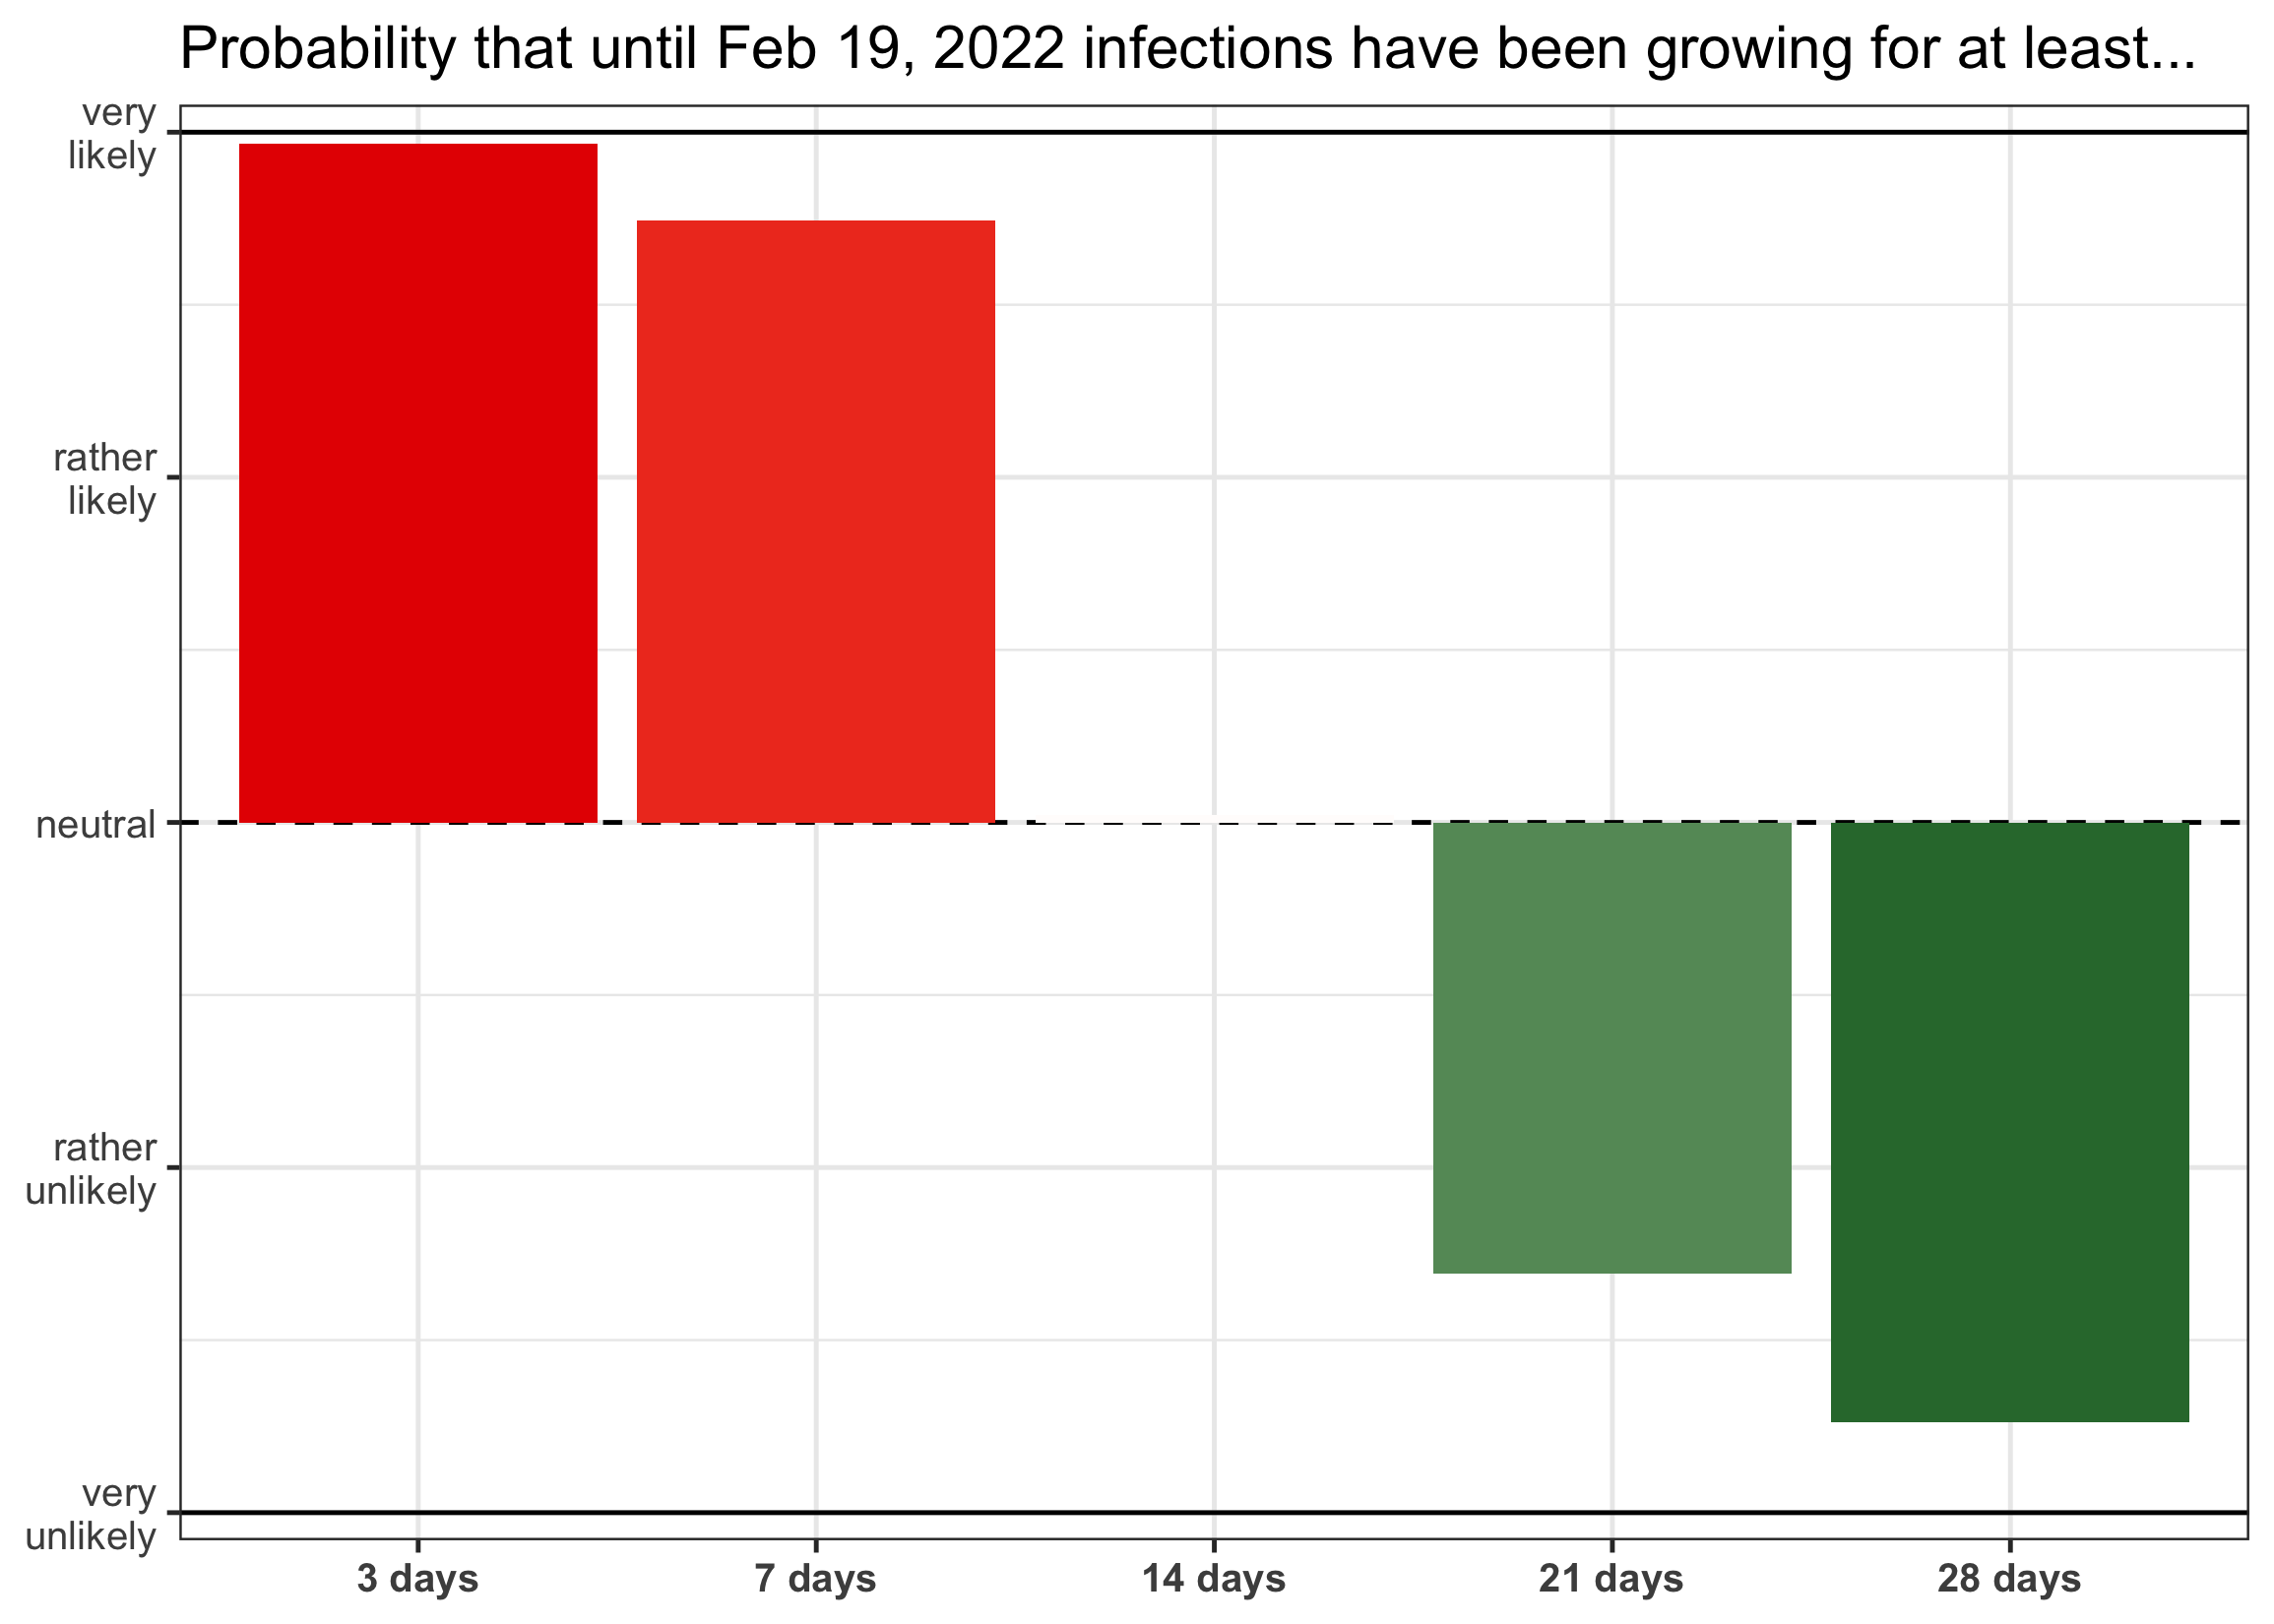 Probability that until Feb 19, 2022 infections have been growing for at least...
very
likely
rather
likely
neutral
rather
unlikely
very
unlikely
3 days
7 days
14 days
21 days
28 days